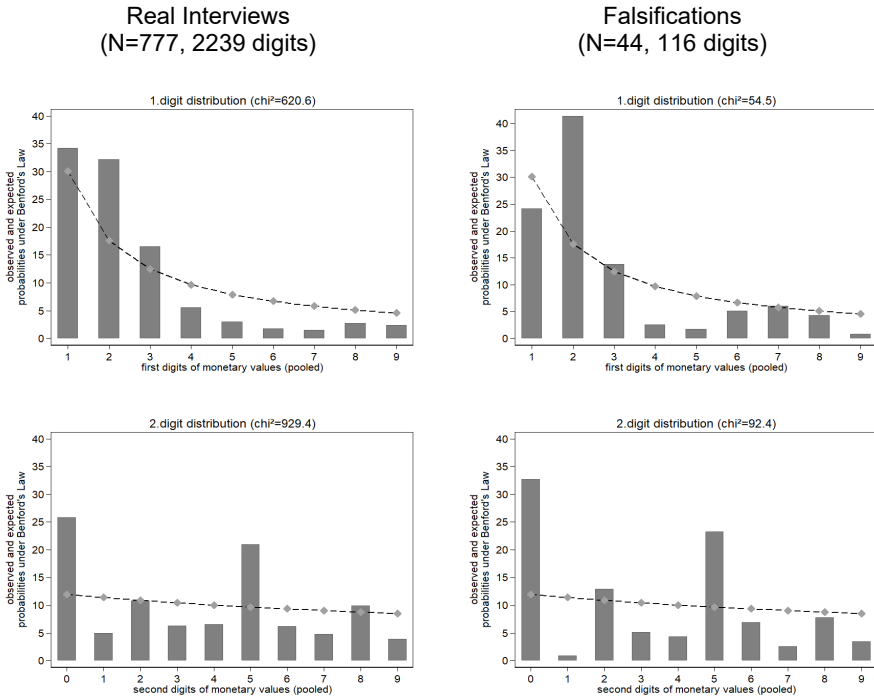 Real Interviews
(N=777, 2239 digits)
Falsifications
(N=44, 116 digits)
1.digit distribution (chi²=620.6)
observed and expected
probabilities under Benford's Law
40
35
30
25
20
15
10
5
0
1 2 3 4 5 6 7 8 9
first digits of monetary values (pooled)
1.digit distribution (chi²=54.5)
observed and expected
probabilities under Benford's Law
40
35
30
25
20
15
10
5
0
1 2 3 4 5 6 7 8 9
first digits of monetary values (pooled)
2.digit distribution (chi²=929.4)
observed and expected
probabilities under Benford's Law
40
35
30
25
20
15
10
5
0
0 1 2 3 4 5 6 7 8 9
second digits of monetary values (pooled)
2.digit distribution (chi²=92.4)
observed and expected
probabilities under Benford's Law
40
35
30
25
20
15
10
5
0
0 1 2 3 4 5 6 7 8 9
second digits of monetary values (pooled)